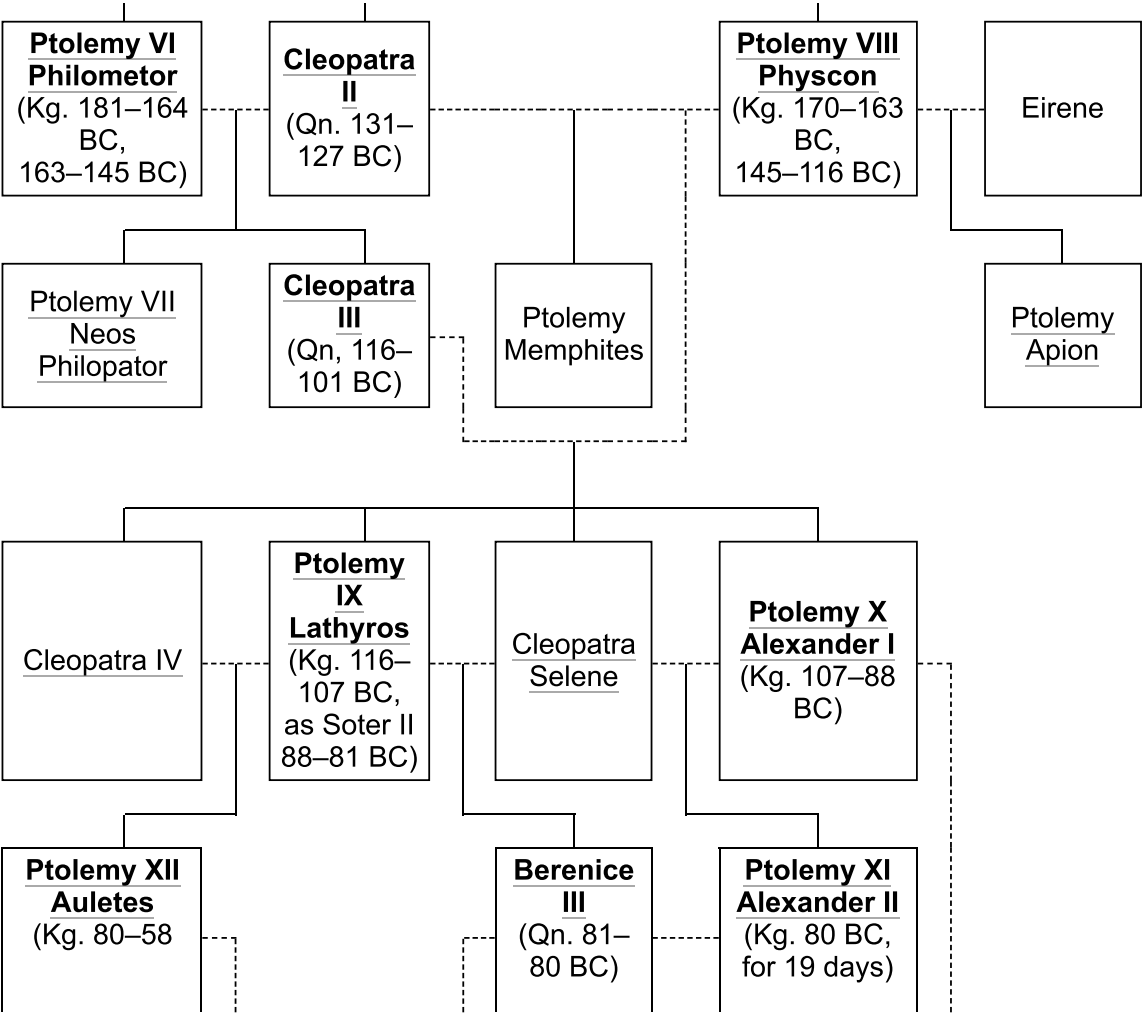 Ptolemy VI
Philometor
(Kg. 181–164
BC,
163–145 BC)
Cleopatra
II
(Qn. 131–
127 BC)
Ptolemy VIII
Physcon
(Kg. 170–163
BC,
145–116 BC)
Eirene
Ptolemy VII
Neos
Philopator
Cleopatra
III
(Qn, 116–
101 BC)
Ptolemy
Memphites
Ptolemy
Apion
Cleopatra IV
Ptolemy
IX
Lathyros
(Kg. 116–
107 BC,
as Soter II
88–81 BC)
Cleopatra
Selene
Ptolemy X
Alexander I
(Kg. 107–88
BC)
Ptolemy XII
Auletes
(Kg. 80–58
Berenice
III
(Qn. 81–
80 BC)
Ptolemy XI
Alexander II
(Kg. 80 BC,
for 19 days)